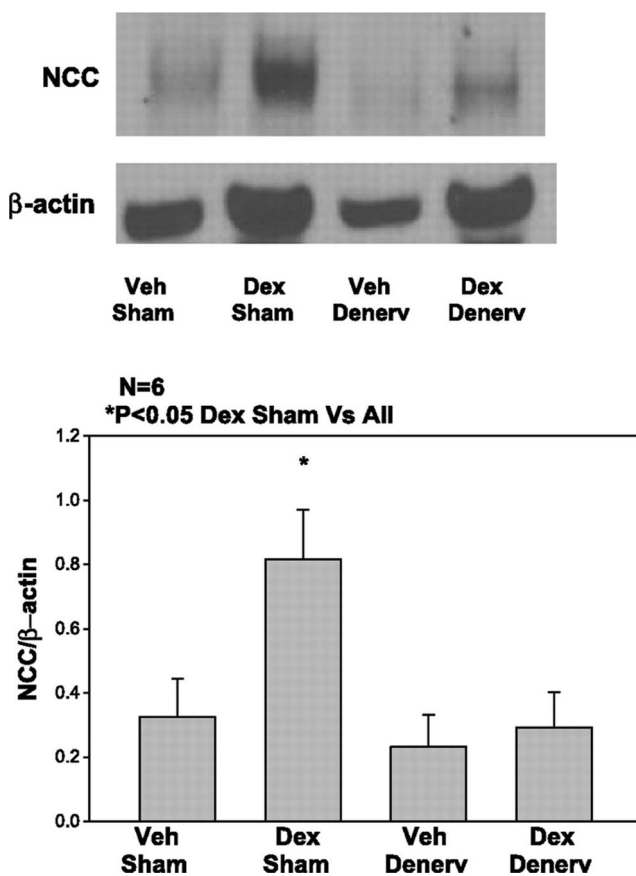 NCC
β-actin
Veh Dex Veh Dex
Sham Sham Denerv Denerv
N=6
*P<0.05 Dex Sham Vs All
1.2
*
1.0
0.8
0.6
0.4
0.2
0.0
NCC/β–actin
Veh Dex Veh Dex
Sham Sham Denerv Denerv